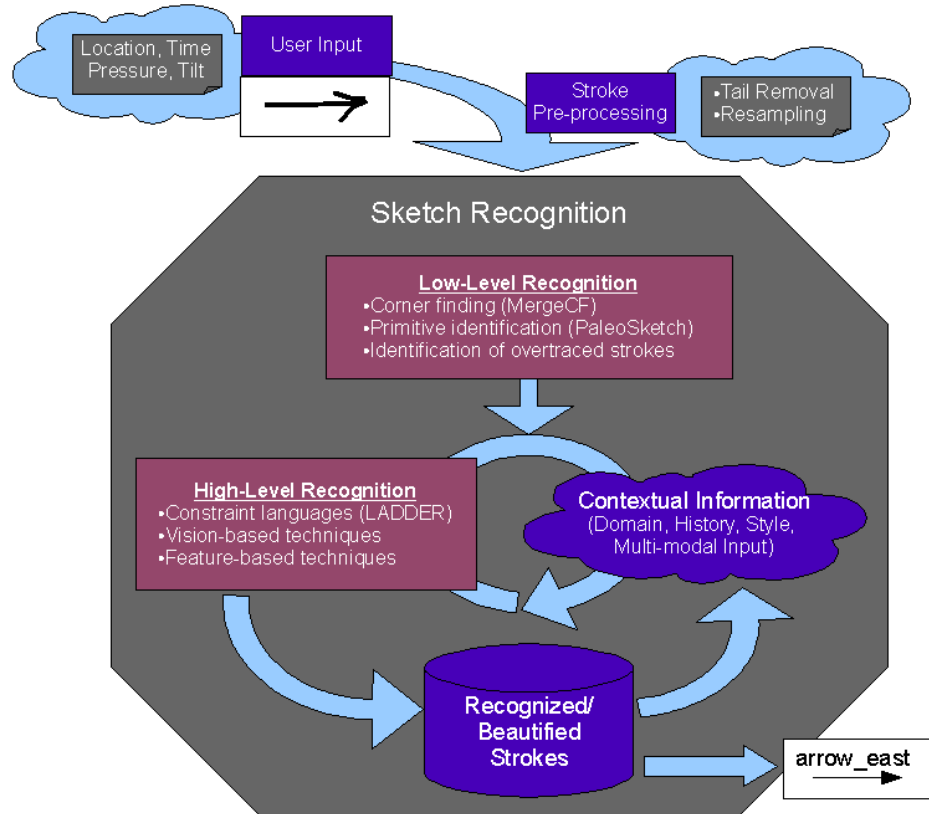 Location, Time
Pressure, Tilt
User Input
Stroke
Pre-processing
•Tail Removal
•Resampling
Sketch Recognition
Low-Level Recognition
•Corner finding (MergeCF)
•Primitive identification (PaleoSketch)
•Identification of overtraced strokes
High-Level Recognition
•Constraint languages (LADDER)
•Vision-based techniques
•Feature-based techniques
Contextual Information
(Domain, History, Style,
Multi-modal Input)
Recognized/
Beautified
Strokes
arrow_east